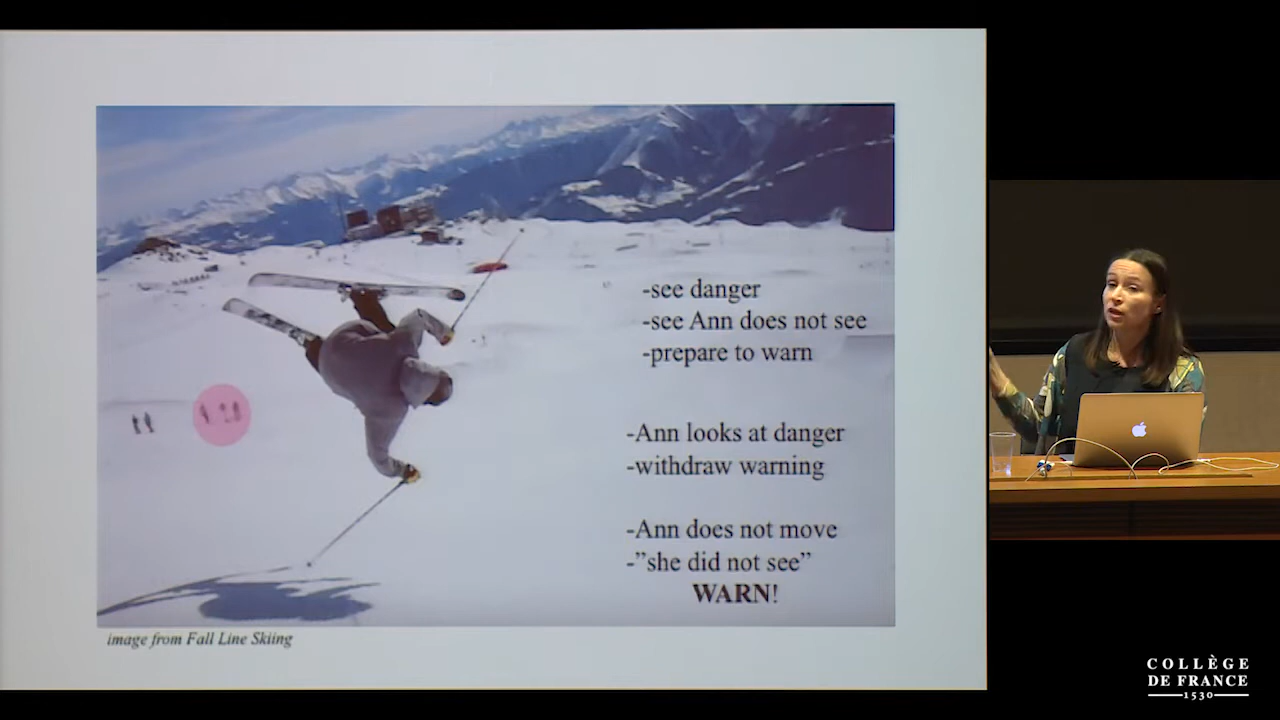 -see danger
-see Ann does not see
-prepare to warn
-Ann looks at danger
-withdraw warning
-Ann does not move
-"she did not see"
WARN!
image from Fall Line Skiing
COLLÈGE
DE FRANCE
1530